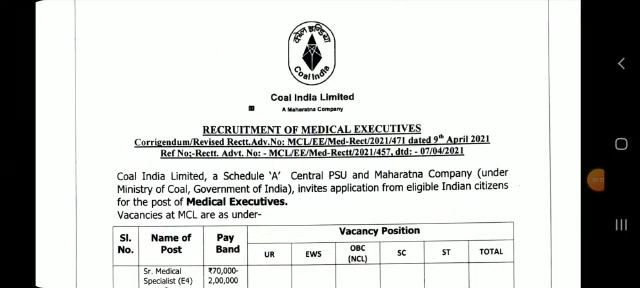 कोल इण्डिया
Coal India
Coal India Limited
A Maharatna Company
RECRUITMENT OF MEDICAL EXECUTIVES
Corrigendum/Revised Rectt.Adv.No: MCL/EE/Med-Rect/2021/471 dated 9th April 2021
Ref No;-Rectt. Advt. No: - MCL/EE/Med-Rectt/2021/457, dtd: - 07/04/2021
Coal India Limited, a Schedule 'A' Central PSU and Maharatna Company (under
Ministry of Coal, Government of India), invites application from eligible Indian citizens
for the post of Medical Executives.
Vacancies at MCL are as under-
Sl. No.
Name of Post
Pay Band
Vacancy Position
UR
EWS
OBC (NCL)
SC
ST
TOTAL
Sr. Medical
Specialist (E4)
₹70,000-
2,00,000